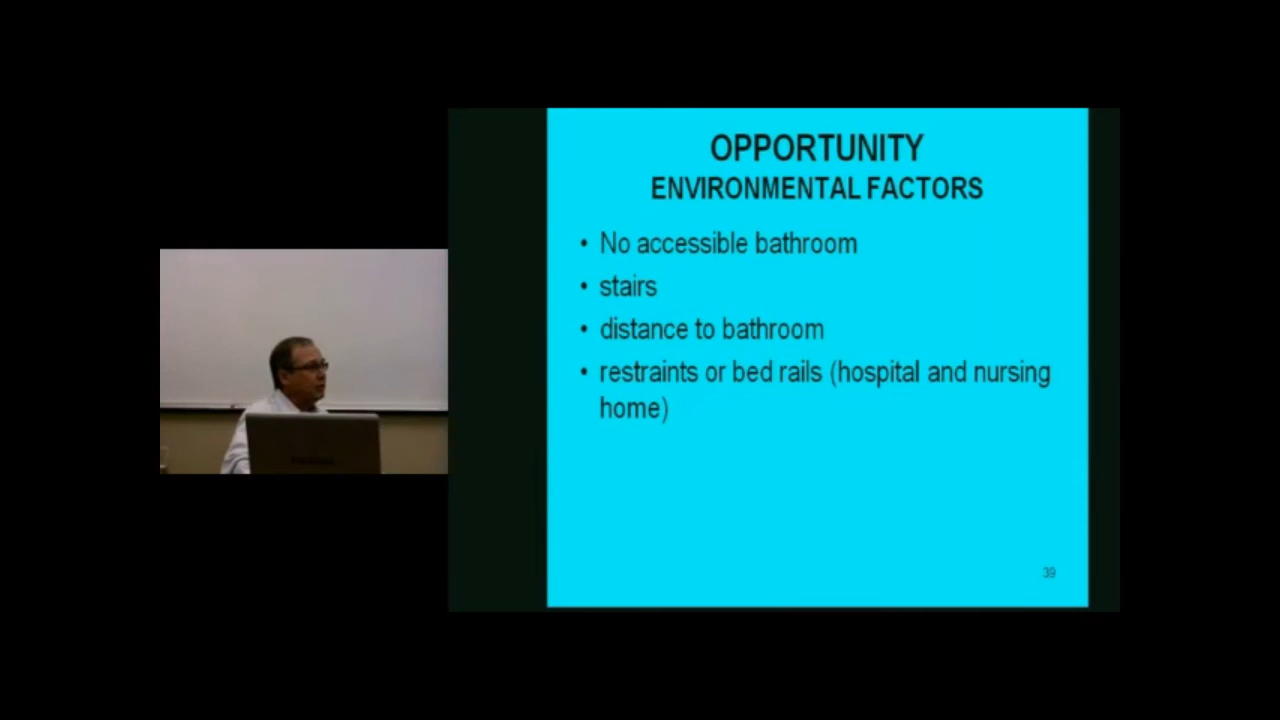 OPPORTUNITY
ENVIRONMENTAL FACTORS
• No accessible bathroom
• stairs
• distance to bathroom
• restraints or bed rails (hospital and nursing
home)
39